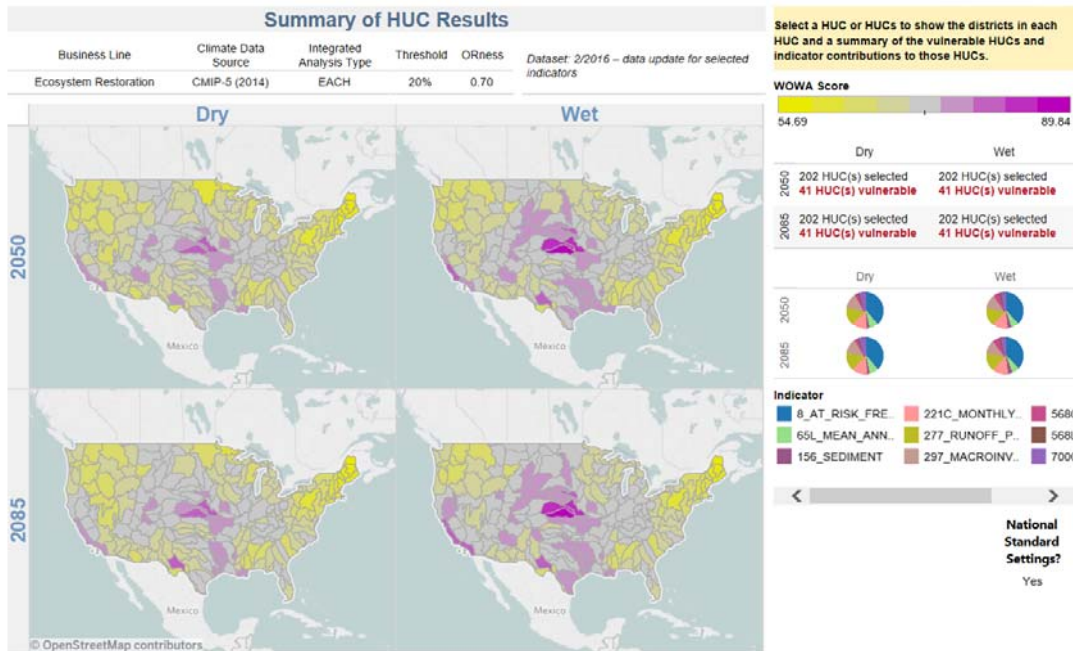 Summary of HUC Results
Business Line
Climate Data Source
Integrated Analysis Type
Threshold
ORness
Ecosystem Restoration
CMIP-5 (2014)
EACH
20%
0.70
Dataset: 2/2016 – data update for selected
indicators
Dry
Wet
2050
Mexico
Mexico
2085
Mexico
Mexico
© OpenStreetMap contributors
Select a HUC or HUCs to show the districts in each
HUC and a summary of the vulnerable HUCs and
indicator contributions to those HUCs.
WOWA Score
54.69
89.84
Dry
Wet
2050
202 HUC(s) selected
41 HUC(s) vulnerable
202 HUC(s) selected
41 HUC(s) vulnerable
2085
202 HUC(s) selected
41 HUC(s) vulnerable
202 HUC(s) selected
41 HUC(s) vulnerable
Dry
Wet
2050
2085
Indicator
8_AT_RISK_FRE..
221C_MONTHLY..
568
65L_MEAN_ANN..
277_RUNOFF_P..
568
156_SEDIMENT
297_MACROINV..
700
National
Standard
Settings?
Yes